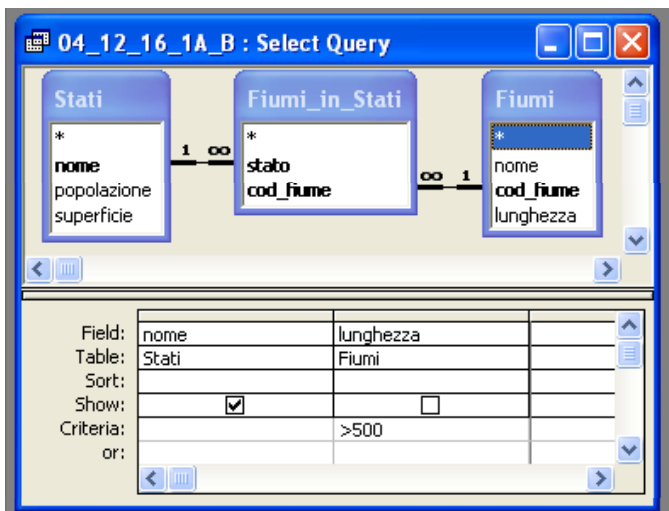 04_12_16_1A_B : Select Query
Stati
*
nome
popolazione
superficie
1 ∞
Fiumi_in_Stati
*
stato
cod_fiume
∞ 1
Fiumi
*
nome
cod_fiume
lunghezza
Field: nome lunghezza
Table: Stati Fiumi
Sort:
Show:
Criteria: >500
or: